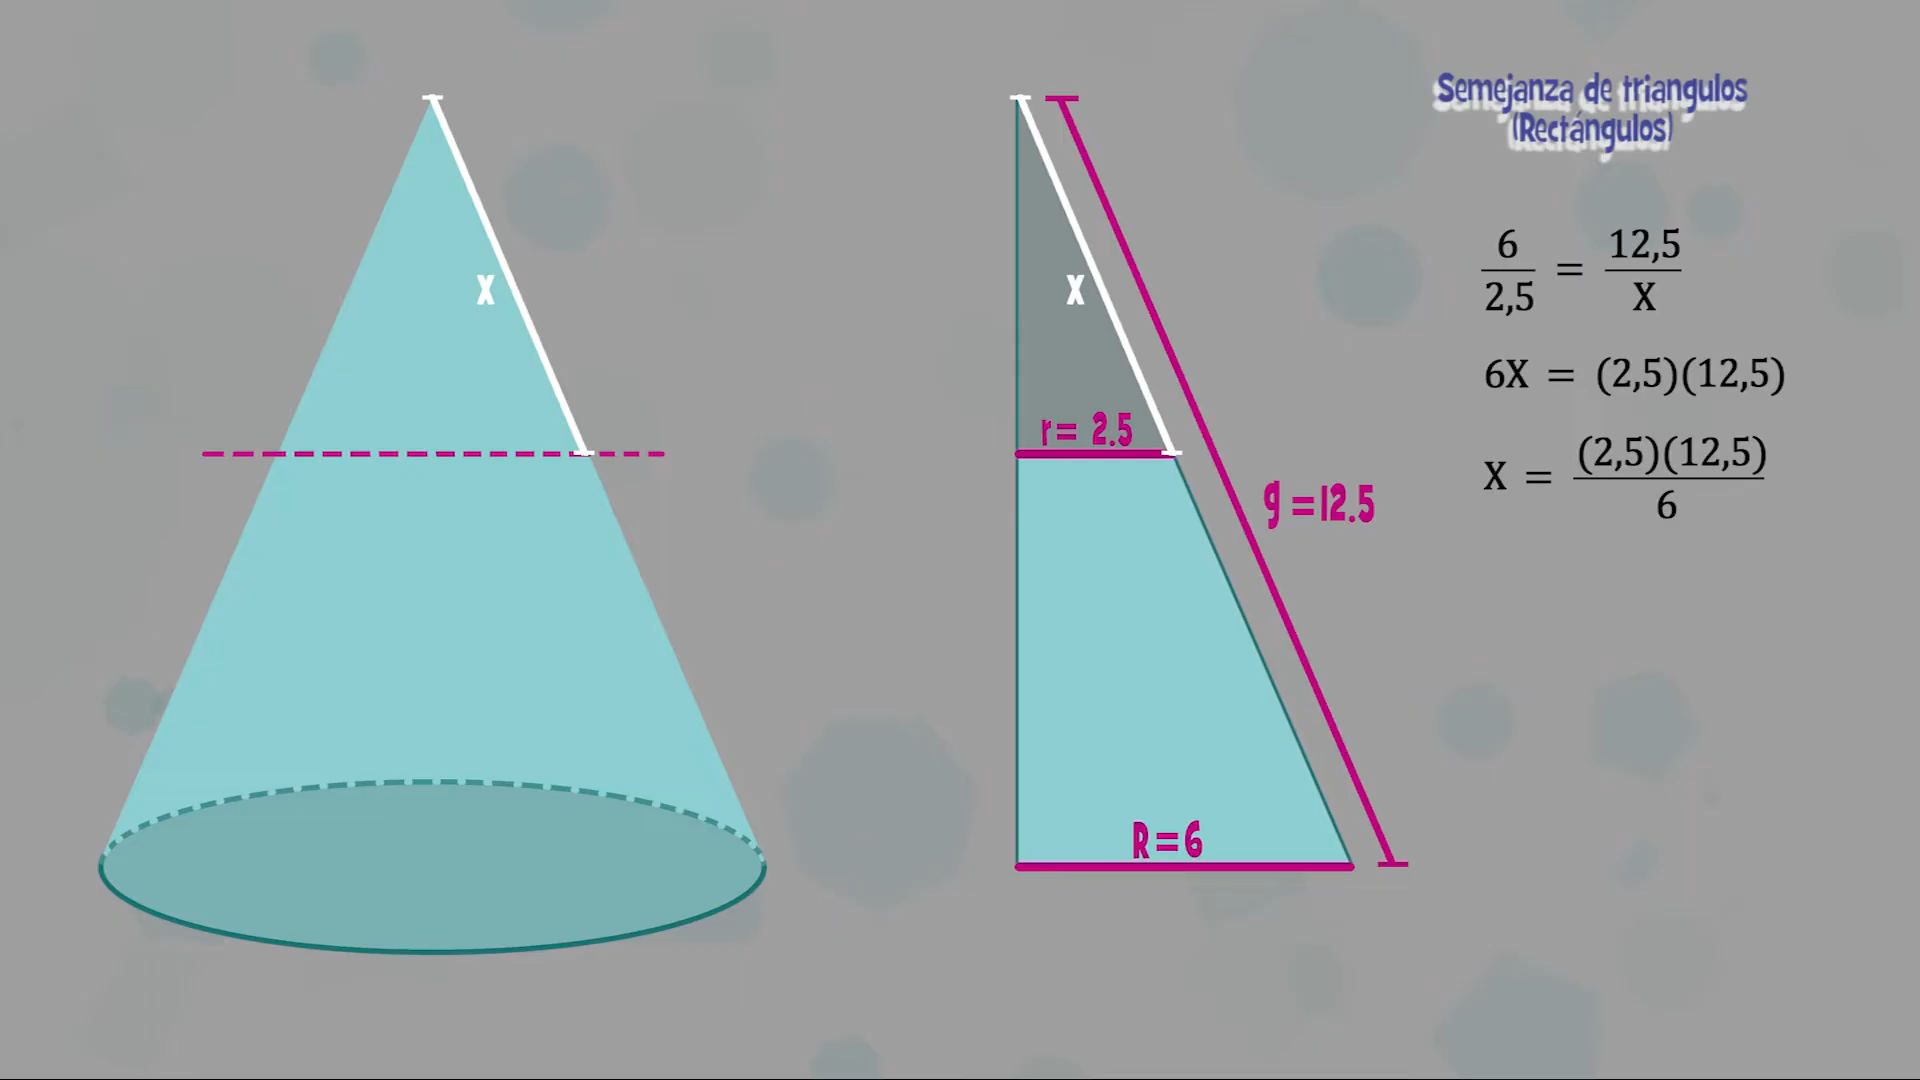 Semejanza de triangulos
(Rectángulos)
X
X
r= 2.5
g =12.5
R=6
6/2,5 = 12,5/X
6X = (2,5)(12,5)
X = (2,5)(12,5)/6